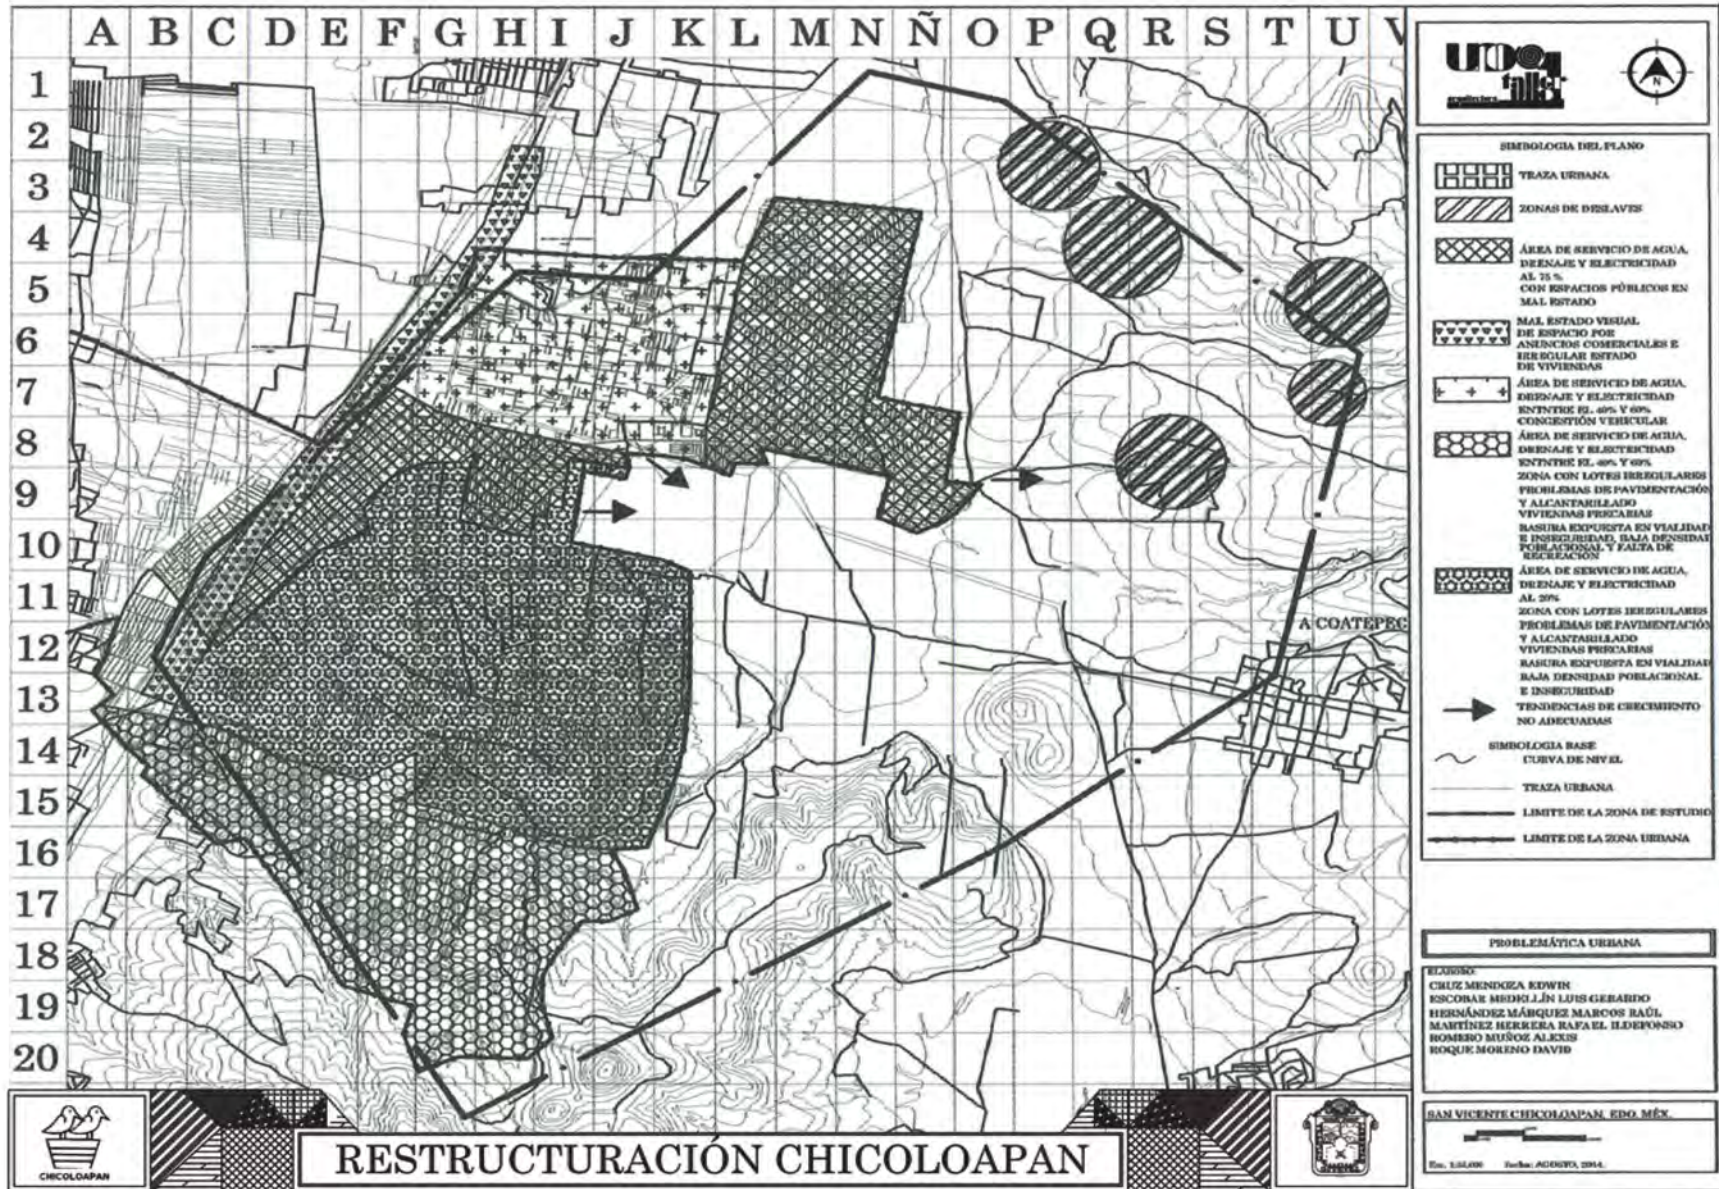 A B C D E F G H I J K L M N Ñ O P Q R S T U V
1
2
3
4
5
6
7
8
9
10
11
12
13
14
15
16
17
18
19
20
A COATEPEC
CHICOLOAPAN
RESTRUCTURACIÓN CHICOLOAPAN
taller
arquitectura
N
SIMBOLOGIA DEL PLANO
TRAZA URBANA
ZONAS DE DESLAVES
ÁREA DE SERVICIO DE AGUA,
DRENAJE Y ELECTRICIDAD
AL 75 %
CON ESPACIOS PÚBLICOS EN
MAL ESTADO
MAL ESTADO VISUAL
DE ESPACIO POR
ANUNCIOS COMERCIALES E
IRREGULAR ESTADO
DE VIVIENDAS
ÁREA DE SERVICIO DE AGUA,
DRENAJE Y ELECTRICIDAD
ENTNTRE EL 40% Y 60%
CONGESTIÓN VEHICULAR
ÁREA DE SERVICIO DE AGUA,
DRENAJE Y ELECTRICIDAD
ENTNTRE EL 40% Y 60%
ZONA CON LOTES IRREGULARES
PROBLEMAS DE PAVIMENTACIÓN
Y ALCANTARILLADO
VIVIENDAS PRECARIAS
BASURA EXPUESTA EN VIALIDAD
E INSEGURIDAD, BAJA DENSIDAD
POBLACIONAL Y FALTA DE
RECREACIÓN
ÁREA DE SERVICIO DE AGUA,
DRENAJE Y ELECTRICIDAD
AL 20%
ZONA CON LOTES IRREGULARES
PROBLEMAS DE PAVIMENTACIÓN
Y ALCANTARILLADO
VIVIENDAS PRECARIAS
BASURA EXPUESTA EN VIALIDAD
BAJA DENSIDAD POBLACIONAL
E INSEGURIDAD
TENDENCIAS DE CRECIMIENTO
NO ADECUADAS
SIMBOLOGIA BASE
CURVA DE NIVEL
TRAZA URBANA
LIMITE DE LA ZONA DE ESTUDIO
LIMITE DE LA ZONA URBANA
PROBLEMÁTICA URBANA
ELABORO:
CRUZ MENDOZA EDWIN
ESCOBAR MEDELLÍN LUIS GERARDO
HERNÁNDEZ MÁRQUEZ MARCOS RAÚL
MARTÍNEZ HERRERA RAFAEL ILDEFONSO
ROMERO MUÑOZ ALEXIS
ROQUE MORENO DAVID
SAN VICENTE CHICOLOAPAN, EDO. MÉX.
Esc. Fecha: AGOSTO,